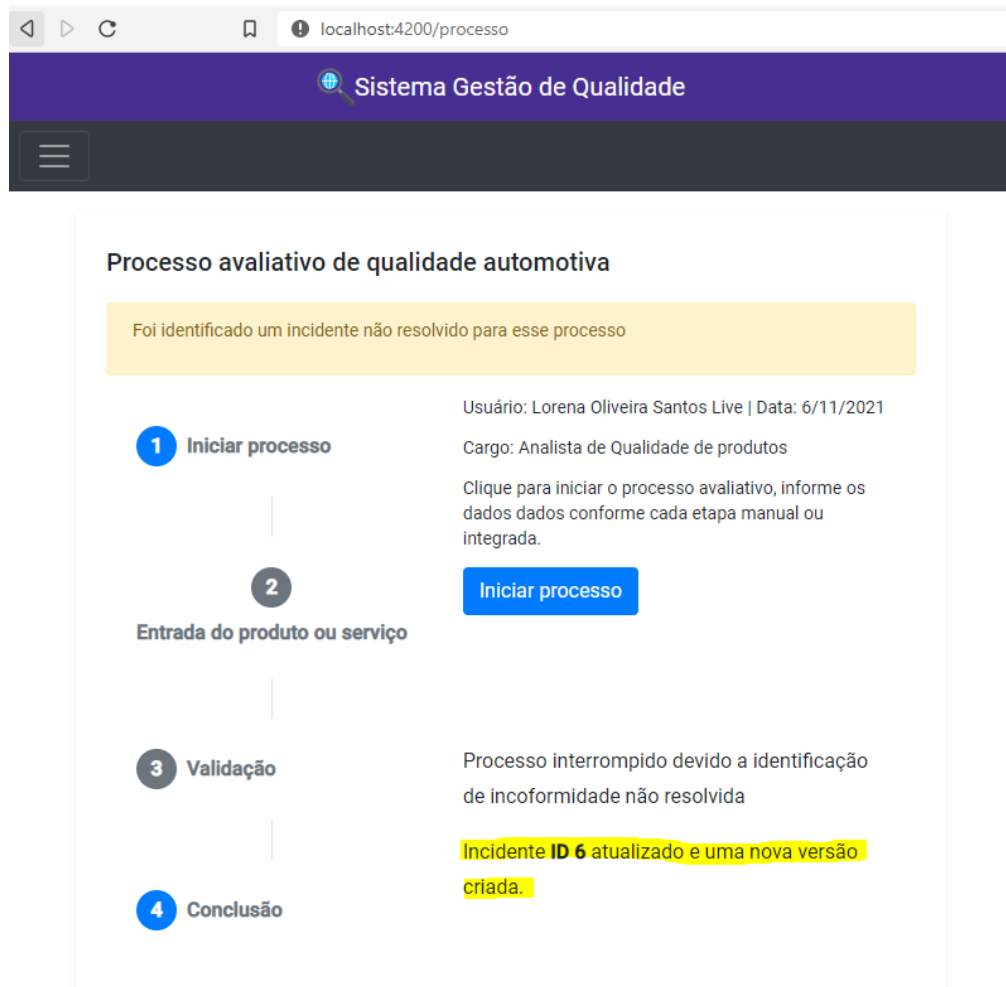 localhost:4200/processo
Sistema Gestão de Qualidade
Processo avaliativo de qualidade automotiva
Foi identificado um incidente não resolvido para esse processo
1 Iniciar processo
2
Entrada do produto ou serviço
3 Validação
4 Conclusão
Usuário: Lorena Oliveira Santos Live | Data: 6/11/2021
Cargo: Analista de Qualidade de produtos
Clique para iniciar o processo avaliativo, informe os
dados dados conforme cada etapa manual ou
integrada.
Iniciar processo
Processo interrompido devido a identificação
de incoformidade não resolvida
Incidente ID 6 atualizado e uma nova versão
criada.